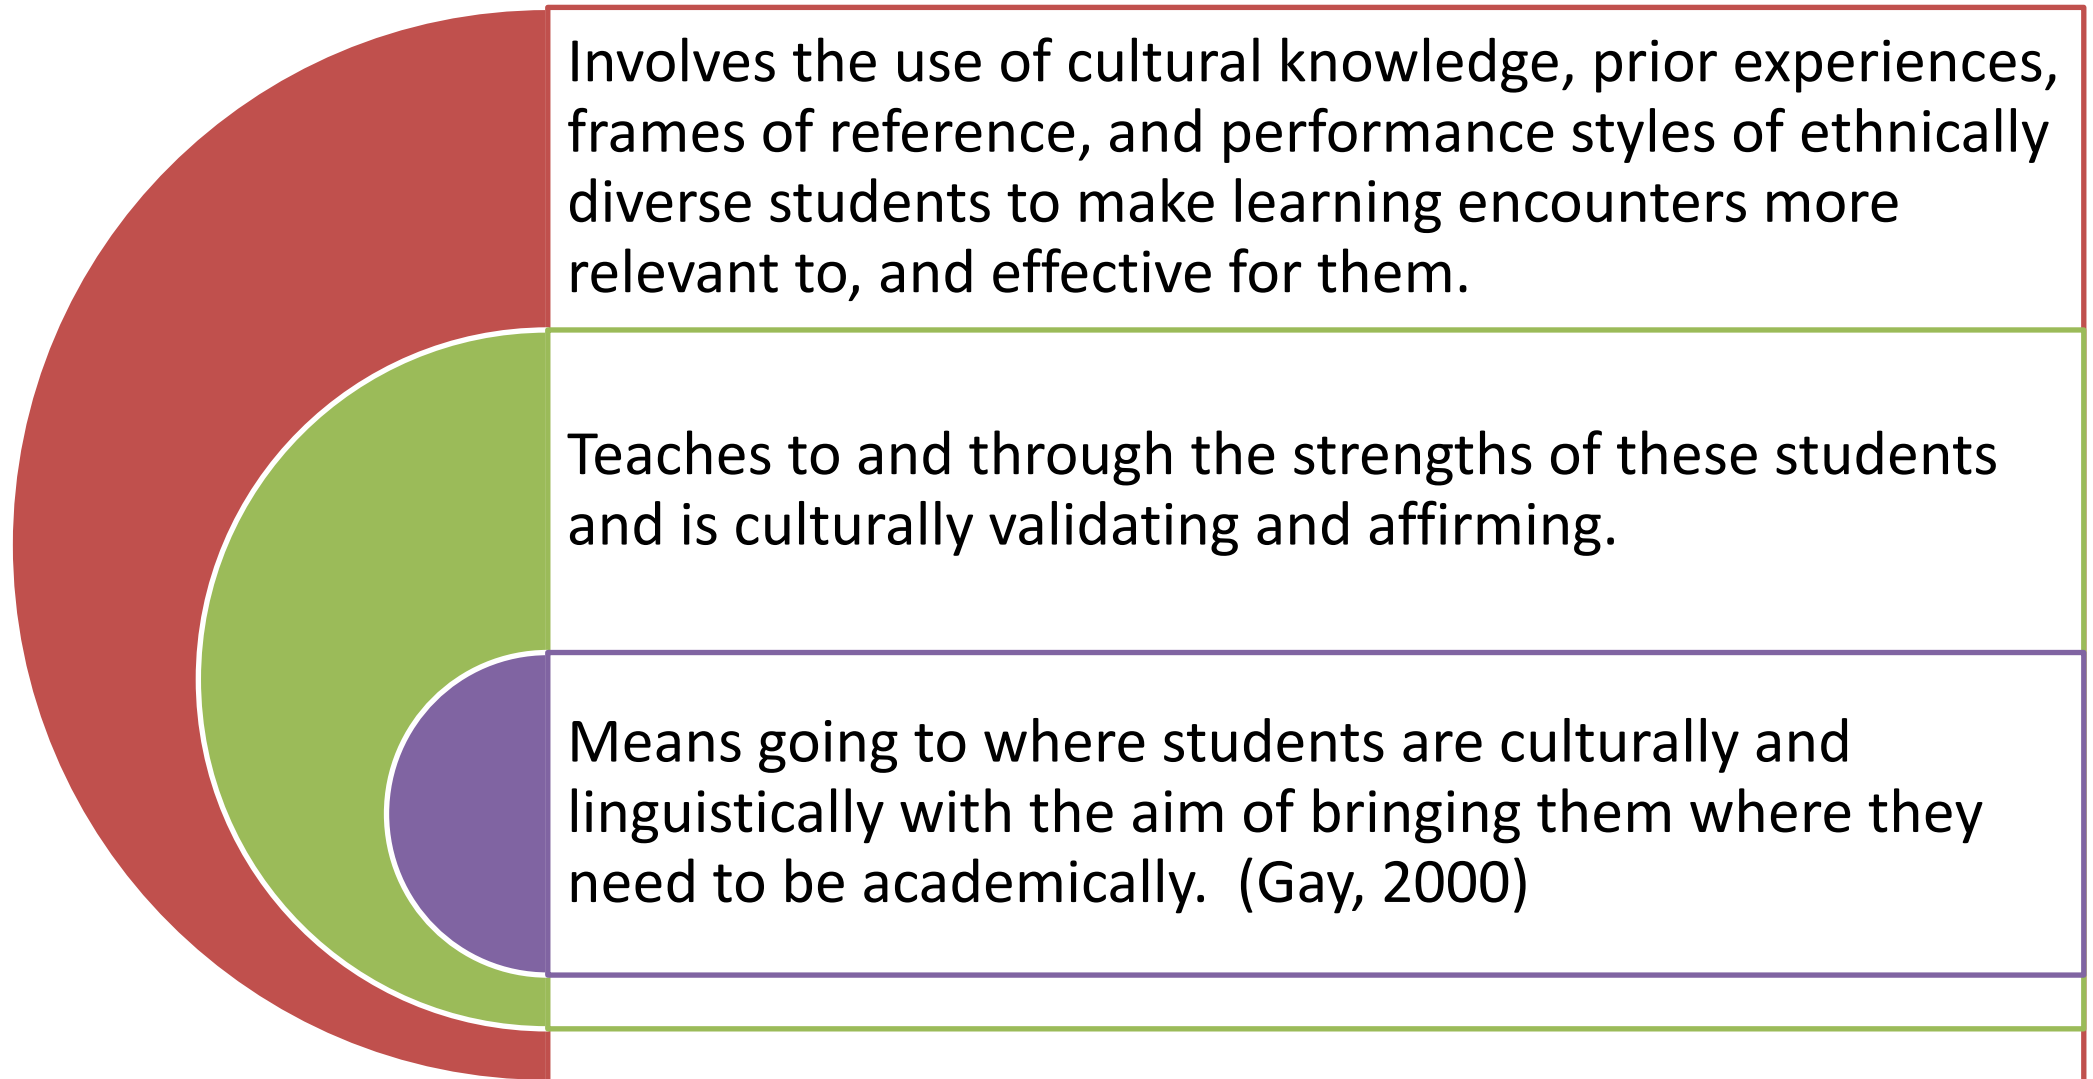 Involves the use of cultural knowledge, prior experiences,
frames of reference, and performance styles of ethnically
diverse students to make learning encounters more
relevant to, and effective for them.
Teaches to and through the strengths of these students
and is culturally validating and affirming.
Means going to where students are culturally and
linguistically with the aim of bringing them where they
need to be academically.  (Gay, 2000)